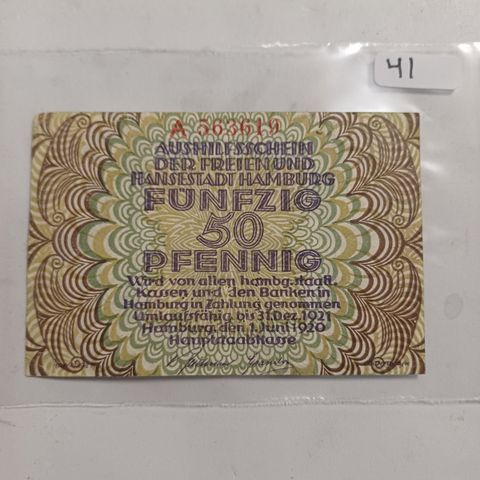 41
A 563619
AUSHILFSSCHEIN
DER FREIEN UND
HANSESTADT HAMBURG
FÜNFZIG
50
PFENNIG
Wird von allen hambg. staatl.
Kassen und den Banken in
Hamburg in Zahlung genommen
Umlaufsfähig bis 31. Dez. 1921
Hamburg, den 1. Juni 1920
Hauptstaatskasse